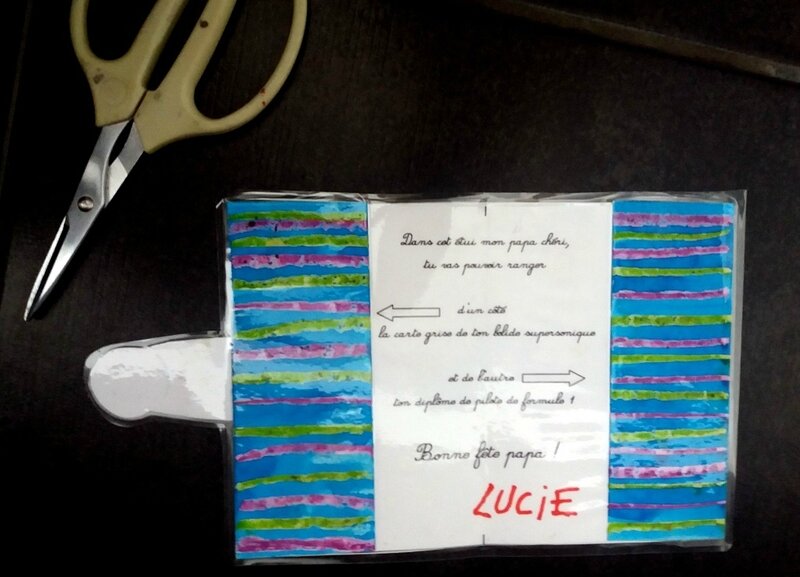 Dans cet étui mon papa chéri,
tu vas pouvoir ranger
d'un côté
la carte grise de ton bolide supersonique
et de l'autre
ton diplôme de pilote de formule 1
Bonne fête papa !
LUCiE